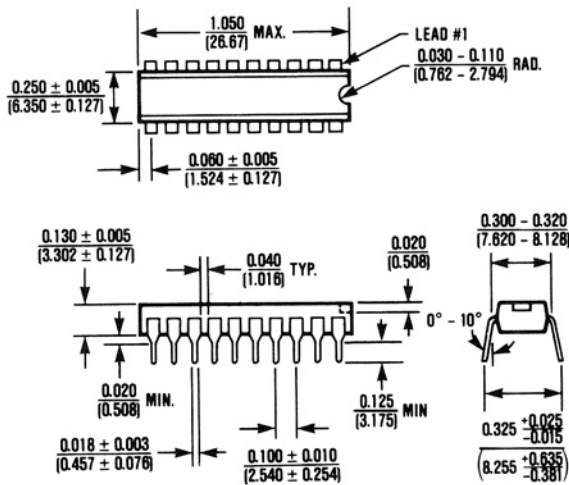 1.050
(26.67) MAX.
LEAD #1
0.030 – 0.110
(0.762 – 2.794) RAD.
0.250 ± 0.005
(6.350 ± 0.127)
0.060 ± 0.005
(1.524 ± 0.127)
0.130 ± 0.005
(3.302 ± 0.127)
0.040
(1.016) TYP.
0.020
(0.508)
0.300 – 0.320
(7.620 – 8.128)
0° – 10°
0.020
(0.508) MIN.
0.125
(3.175) MIN
0.018 ± 0.003
(0.457 ± 0.076)
0.100 ± 0.010
(2.540 ± 0.254)
0.325 +0.025
-0.015
(8.255 +0.635
-0.381)